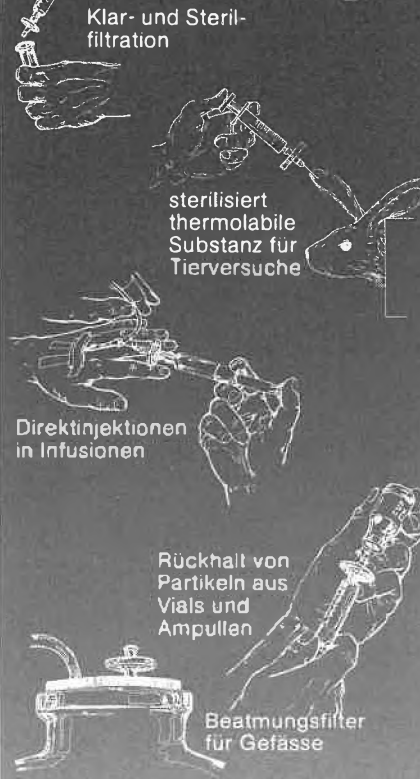 Klar- und Steril-
filtration
sterilisiert
thermolabile
Substanz für
Tierversuche
Direktinjektionen
in Infusionen
Rückhalt von
Partikeln aus
Vials und
Ampullen
Beatmungsfilter
für Gefässe